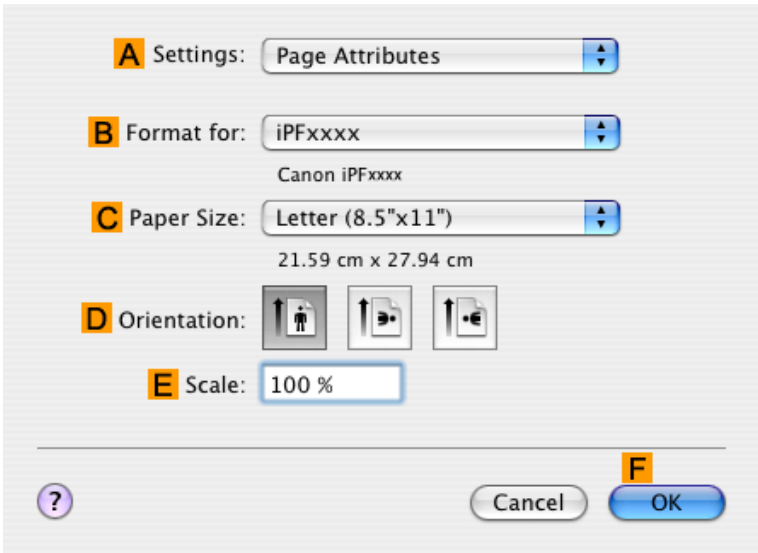 A Settings: Page Attributes
B Format for: iPFxxxx
Canon iPFxxxx
C Paper Size: Letter (8.5"x11")
21.59 cm x 27.94 cm
D Orientation:
E Scale: 100 %
F
? Cancel OK